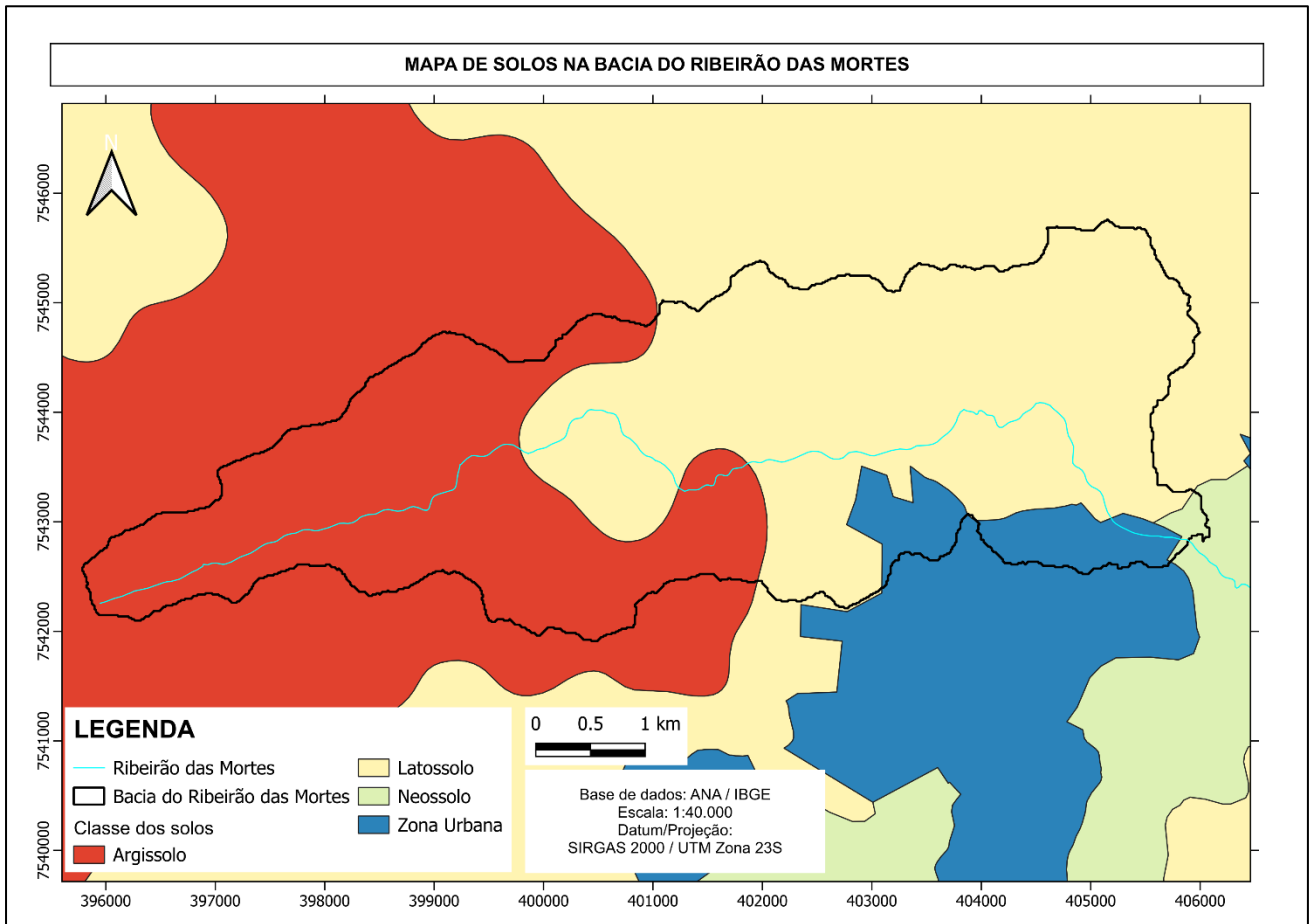 MAPA DE SOLOS NA BACIA DO RIBEIRÃO DAS MORTES
N
7546000
7545000
7544000
7543000
7542000
7541000
7540000
LEGENDA
Ribeirão das Mortes
Bacia do Ribeirão das Mortes
Classe dos solos
Argissolo
Latossolo
Neossolo
Zona Urbana
0 0.5 1 km
Base de dados: ANA / IBGE
Escala: 1:40.000
Datum/Projeção:
SIRGAS 2000 / UTM Zona 23S
396000 397000 398000 399000 400000 401000 402000 403000 404000 405000 406000